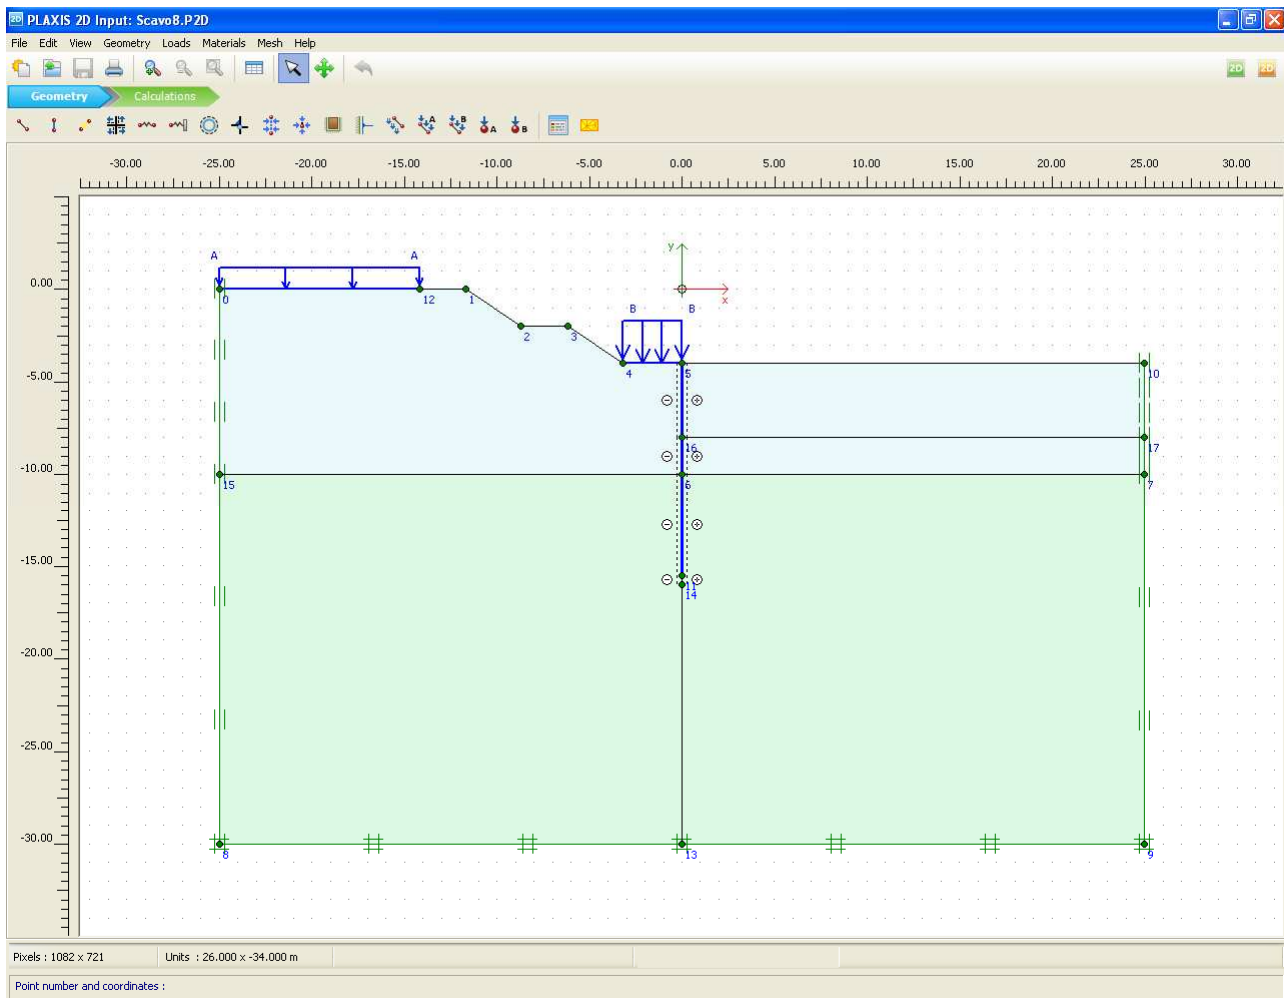 2D PLAXIS 2D Input: Scavo8.P2D
File Edit View Geometry Loads Materials Mesh Help
2D 2D
Geometry Calculations
A B A B
-30.00 -25.00 -20.00 -15.00 -10.00 -5.00 0.00 5.00 10.00 15.00 20.00 25.00 30.00
y
A A
0.00
x
0 12 1
B B
2 3
-5.00
4 5 10
16 17
-10.00
15 6 7
-15.00
11
14
-20.00
-25.00
-30.00
8 13 9
Pixels : 1082 x 721 Units : 26.000 x -34.000 m
Point number and coordinates :